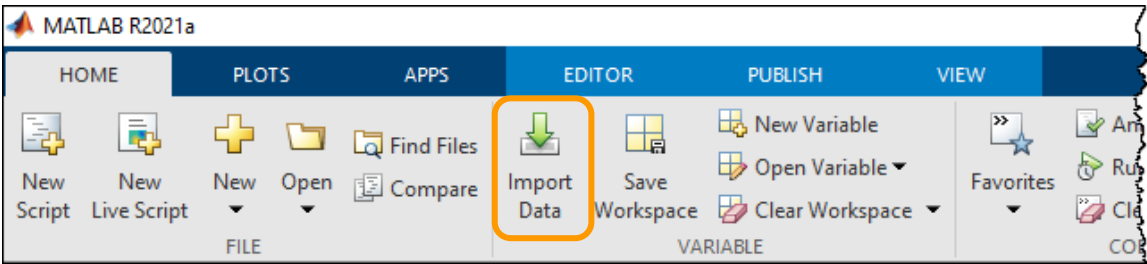 MATLAB R2021a
HOME PLOTS APPS EDITOR PUBLISH VIEW
New Script
New Live Script
New
Open
Find Files
Compare
FILE
Import Data
Save Workspace
New Variable
Open Variable
Clear Workspace
VARIABLE
Favorites